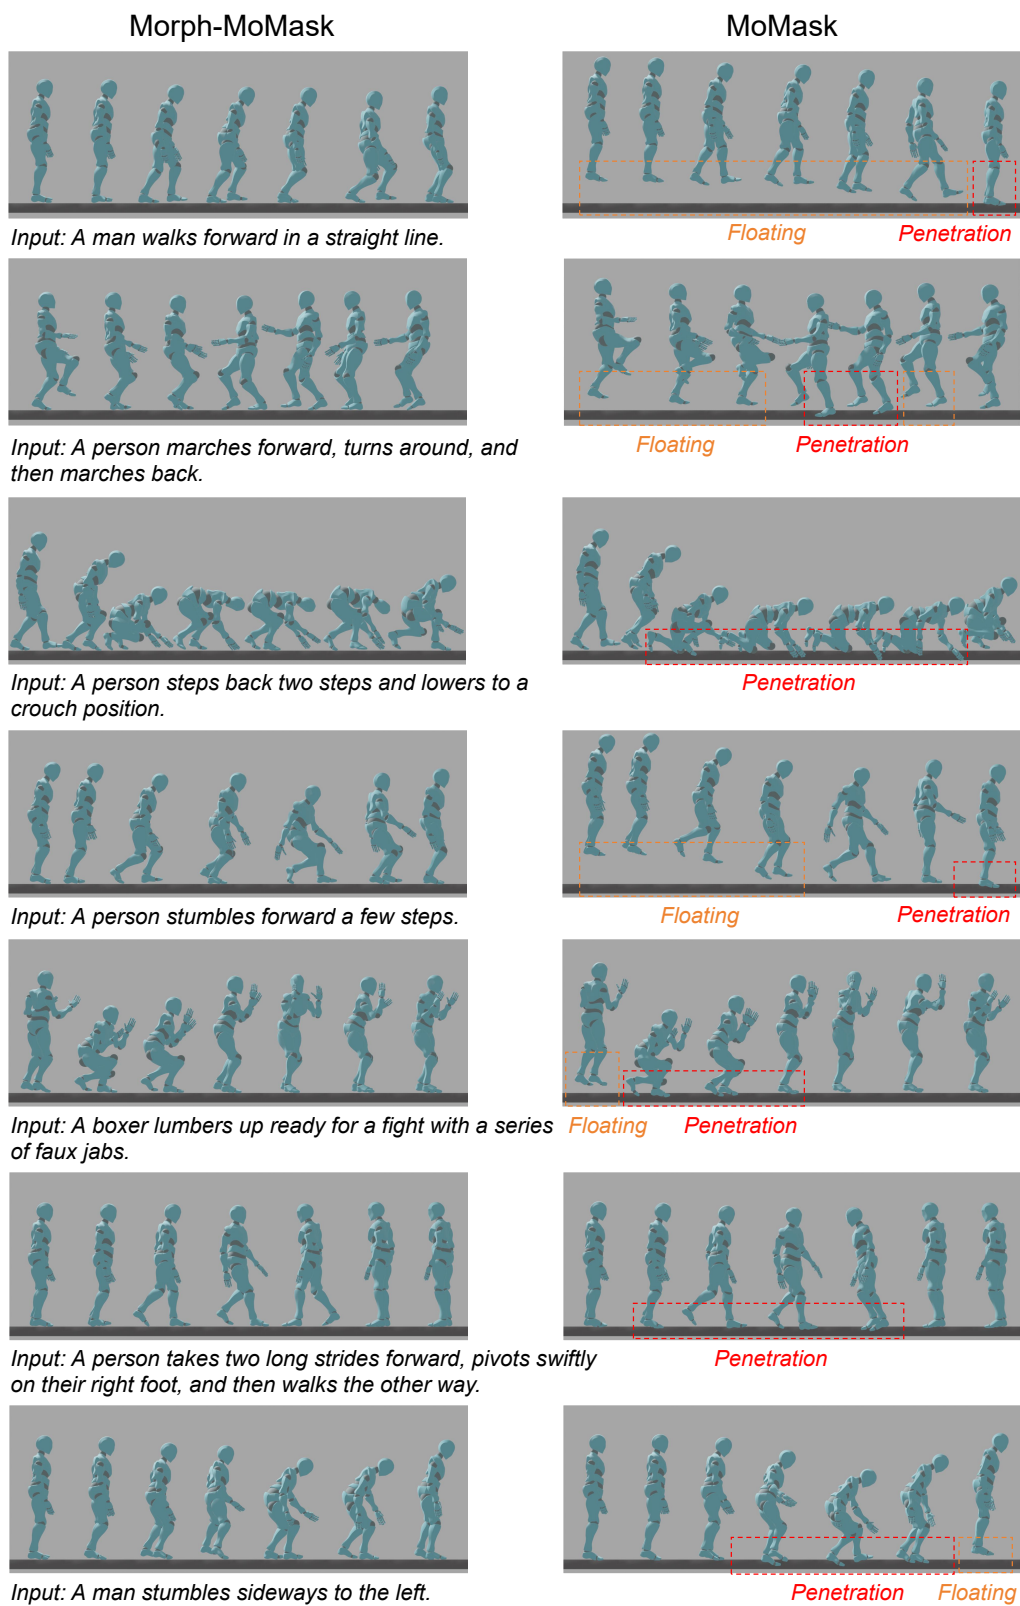 Morph-MoMask
MoMask
Input: A man walks forward in a straight line.
Floating
Penetration
Input: A person marches forward, turns around, and
then marches back.
Floating
Penetration
Input: A person steps back two steps and lowers to a
crouch position.
Penetration
Input: A person stumbles forward a few steps.
Floating
Penetration
Input: A boxer lumbers up ready for a fight with a series
of faux jabs.
Floating
Penetration
Input: A person takes two long strides forward, pivots swiftly
on their right foot, and then walks the other way.
Penetration
Input: A man stumbles sideways to the left.
Penetration
Floating